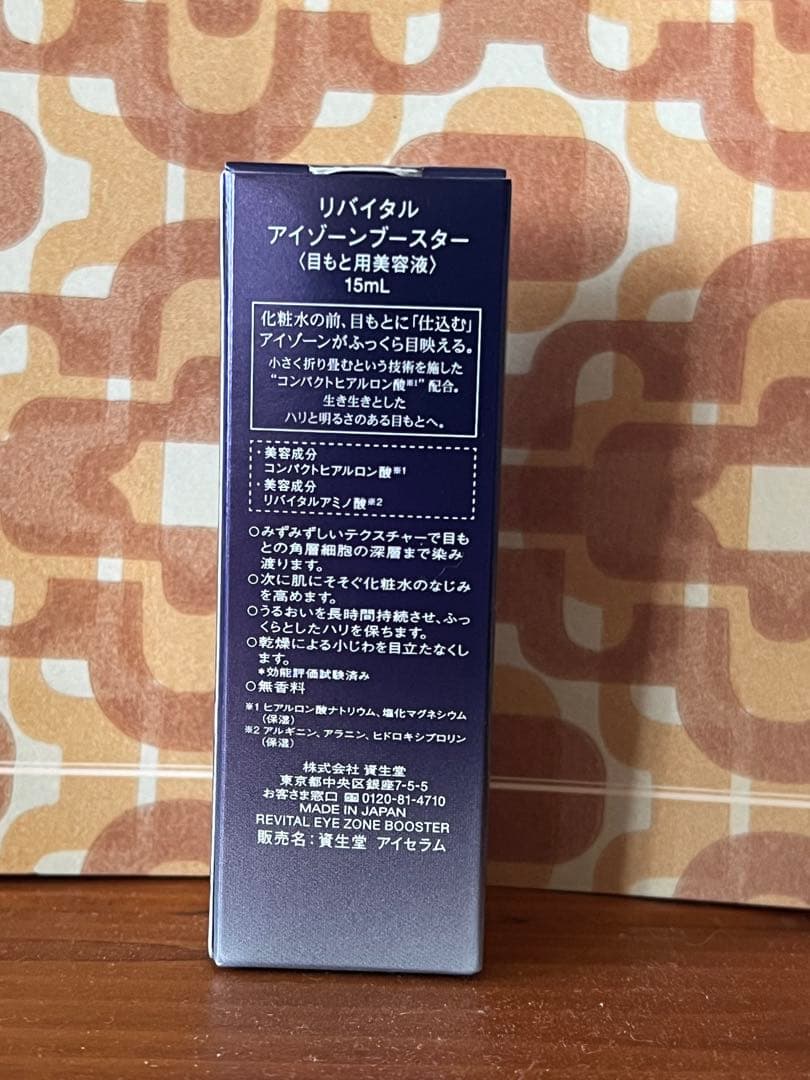 リバイタル
アイゾーンブースター
〈目もと用美容液〉
15mL
化粧水の前、目もとに「仕込む」
アイゾーンがふっくら目映える。
小さく折り畳むという技術を施した
“コンパクトヒアルロン酸※1”配合。
生き生きとした
ハリと明るさのある目もとへ。
・美容成分
コンパクトヒアルロン酸※1
・美容成分
リバイタルアミノ酸※2
○みずみずしいテクスチャーで目も
との角層細胞の深層まで染み
渡ります。
○次に肌にそそぐ化粧水のなじみ
を高めます。
○うるおいを長時間持続させ、ふっ
くらとしたハリを保ちます。
○乾燥による小じわを目立たなくし
ます。
*効能評価試験済み
○無香料
※1 ヒアルロン酸ナトリウム、塩化マグネシウム
（保湿）
※2 アルギニン、アラニン、ヒドロキシプロリン
（保湿）
株式会社 資生堂
東京都中央区銀座7-5-5
お客さま窓口 0120-81-4710
MADE IN JAPAN
REVITAL EYE ZONE BOOSTER
販売名：資生堂 アイセラム